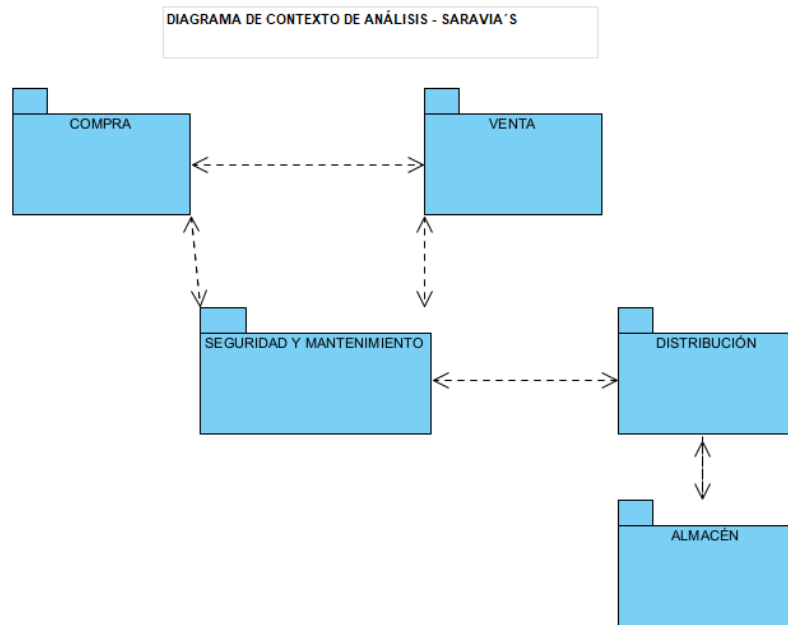 DIAGRAMA DE CONTEXTO DE ANÁLISIS - SARAVIA´S
COMPRA
VENTA
SEGURIDAD Y MANTENIMIENTO
DISTRIBUCIÓN
ALMACÉN